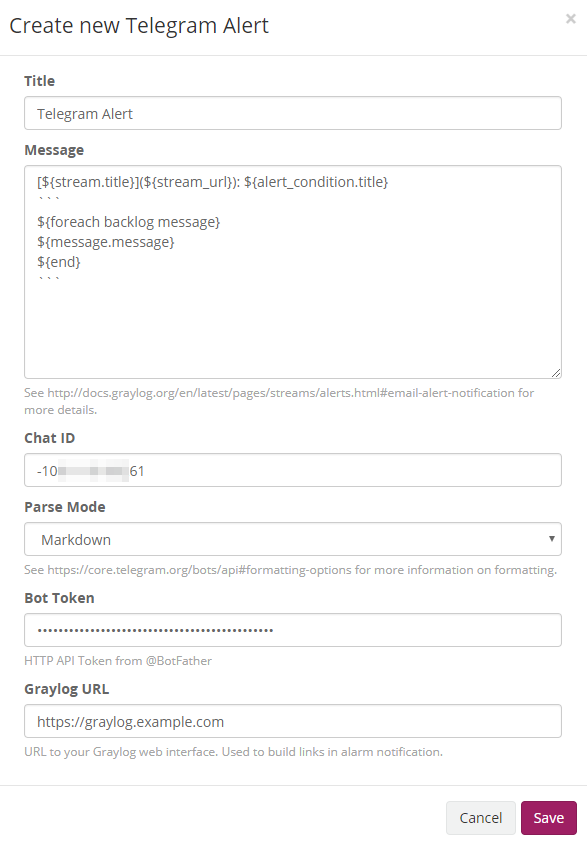 Create new Telegram Alert
×
Title
Telegram Alert
Message
[${stream.title}](${stream_url}): ${alert_condition.title}
```
${foreach backlog message}
${message.message}
${end}
```
See http://docs.graylog.org/en/latest/pages/streams/alerts.html#email-alert-notification for
more details.
Chat ID
-10 61
Parse Mode
Markdown
See https://core.telegram.org/bots/api#formatting-options for more information on formatting.
Bot Token
HTTP API Token from @BotFather
Graylog URL
https://graylog.example.com
URL to your Graylog web interface. Used to build links in alarm notification.
Cancel
Save